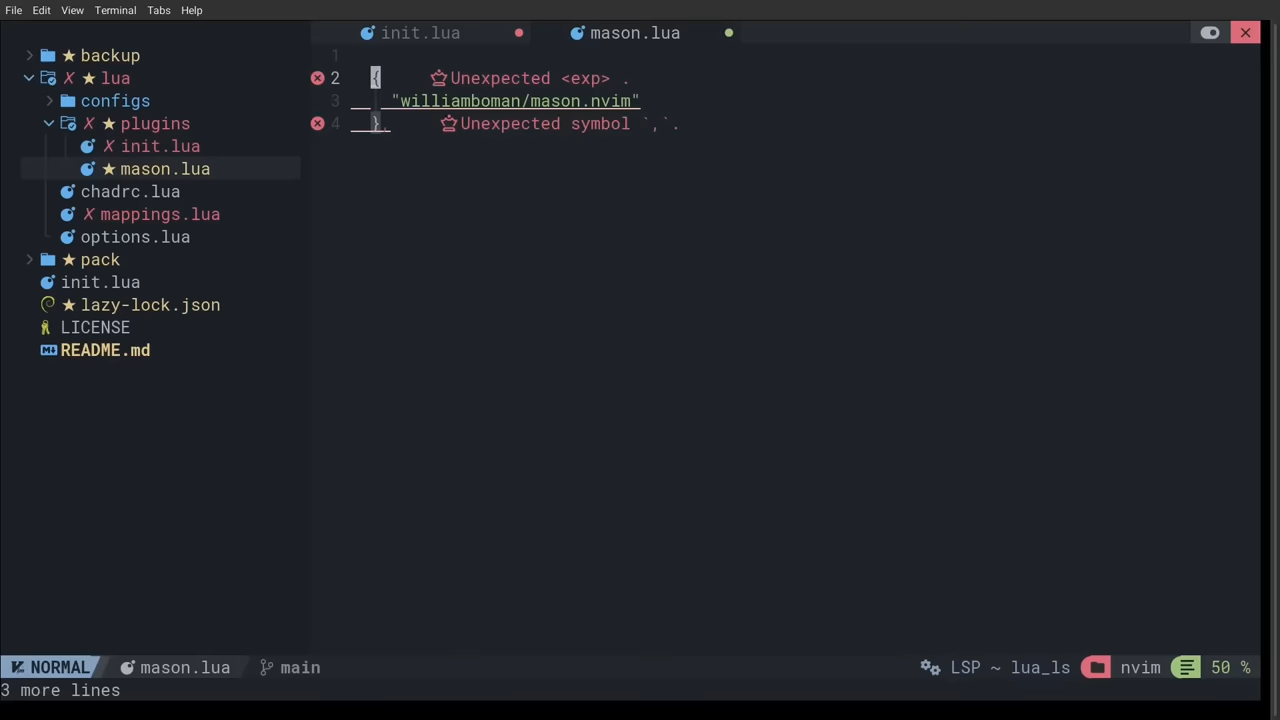 File Edit View Terminal Tabs Help
init.lua
mason.lua
backup
lua
configs
plugins
init.lua
mason.lua
chadrc.lua
mappings.lua
options.lua
pack
init.lua
lazy-lock.json
LICENSE
README.md
1
2 { Unexpected <exp> .
3 "williamboman/mason.nvim"
4 }, Unexpected symbol `,`.
NORMAL mason.lua main LSP ~ lua_ls nvim 50 %
3 more lines